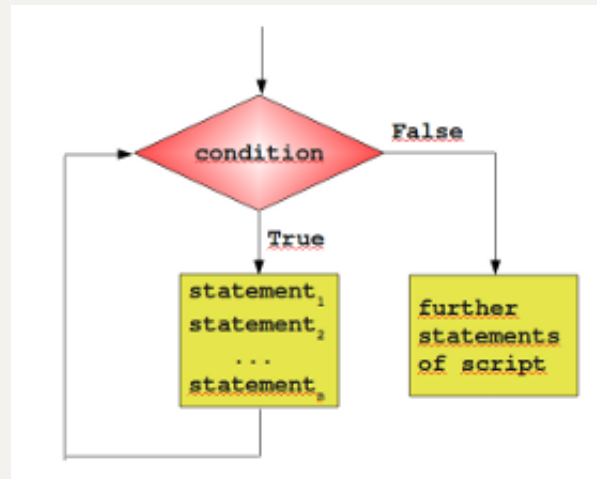 condition
False
True
statement₁
statement₂
...
statementₙ
further
statements
of script